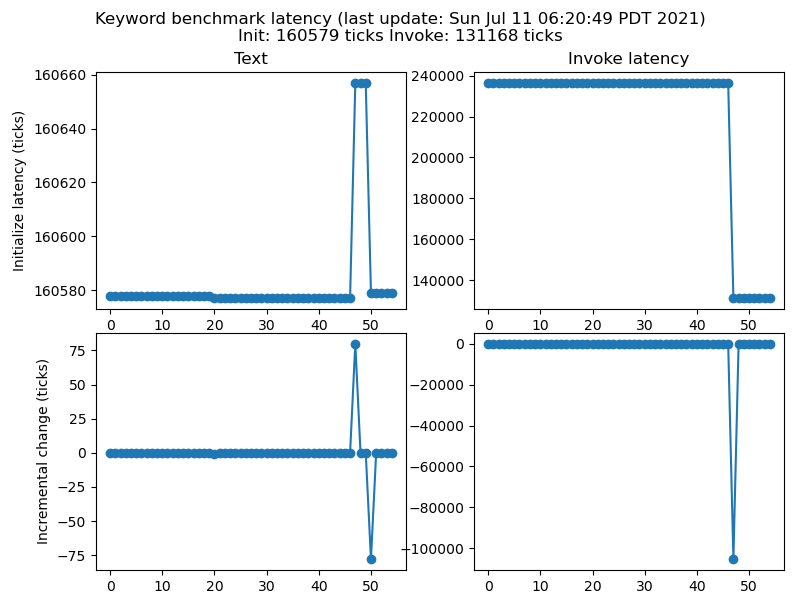 Keyword benchmark latency (last update: Sun Jul 11 06:20:49 PDT 2021)
Init: 160579 ticks Invoke: 131168 ticks
Text
Invoke latency
Initialize latency (ticks)
160660
160640
160620
160600
160580
0 10 20 30 40 50
240000
220000
200000
180000
160000
140000
0 10 20 30 40 50
Incremental change (ticks)
75
50
25
0
−25
−50
−75
0 10 20 30 40 50
0
−20000
−40000
−60000
−80000
−100000
0 10 20 30 40 50